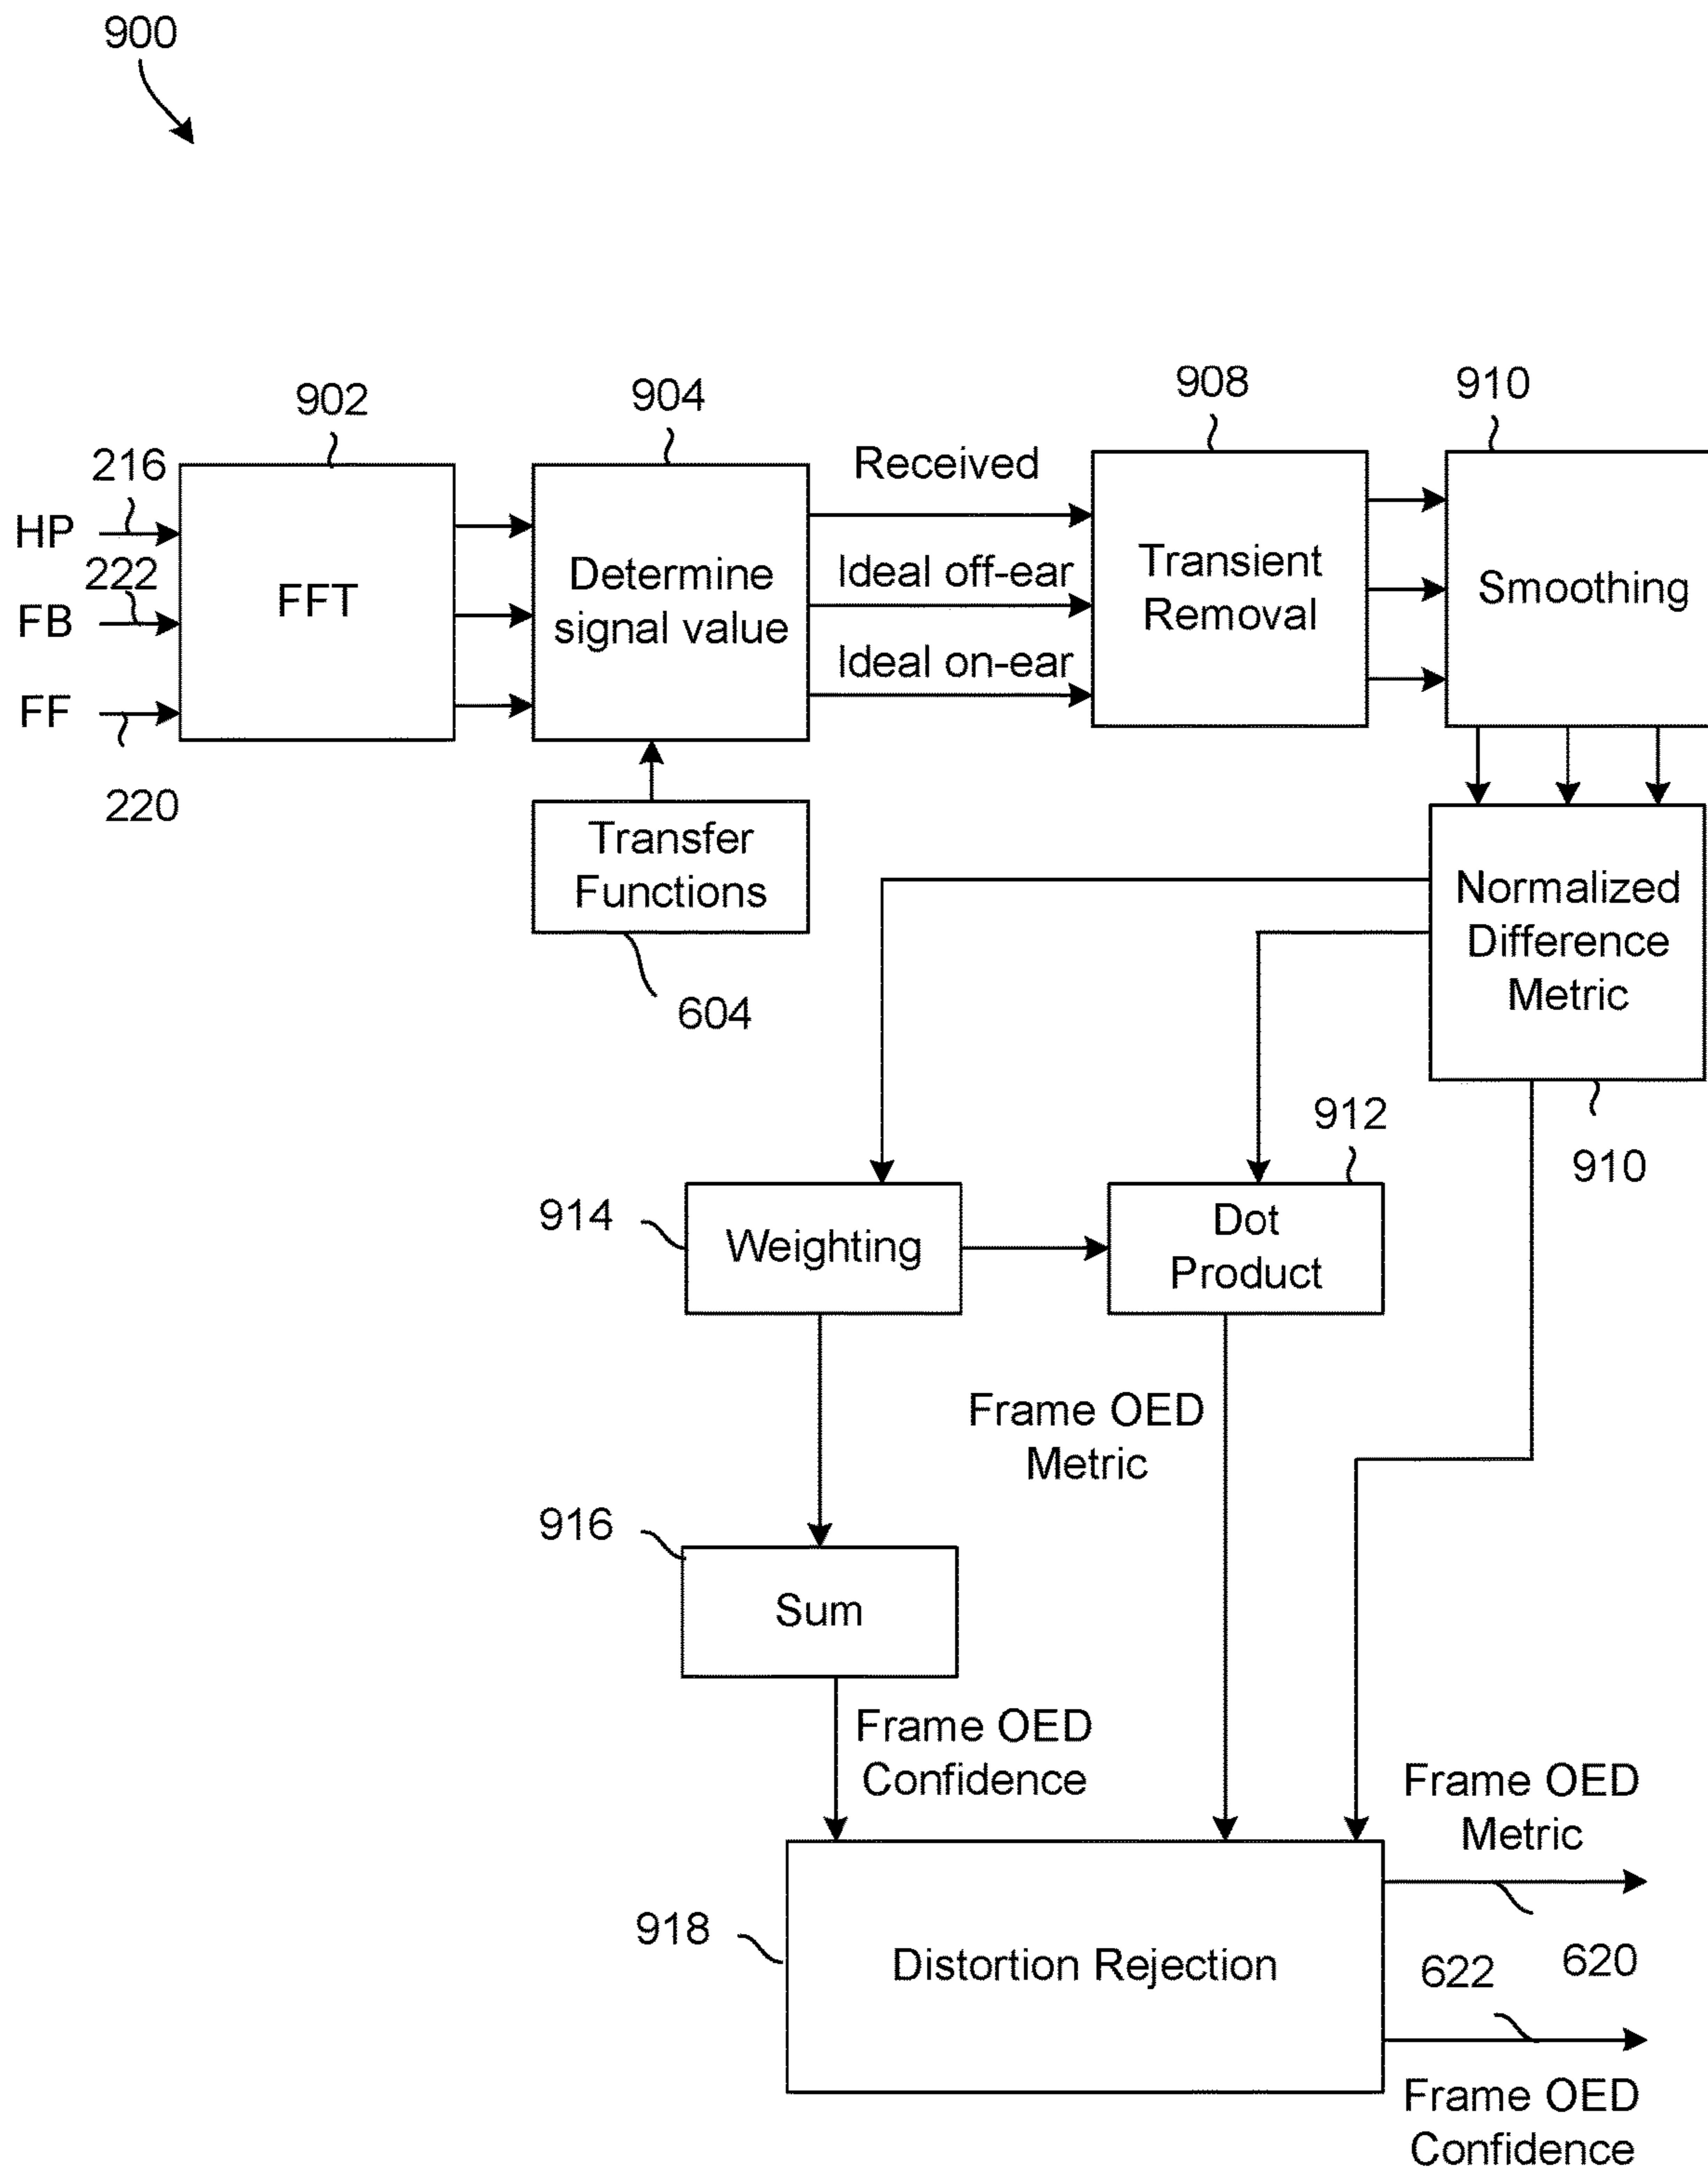 900
902
904
908
910
216
HP
222
FB
FF
220
FFT
Determine
signal value
Received
Ideal off-ear
Ideal on-ear
Transient
Removal
Smoothing
Transfer
Functions
604
Normalized
Difference
Metric
910
912
914
Weighting
Dot
Product
Frame OED
Metric
916
Sum
Frame OED
Confidence
Frame OED
Metric
918
Distortion Rejection
620
622
Frame OED
Confidence